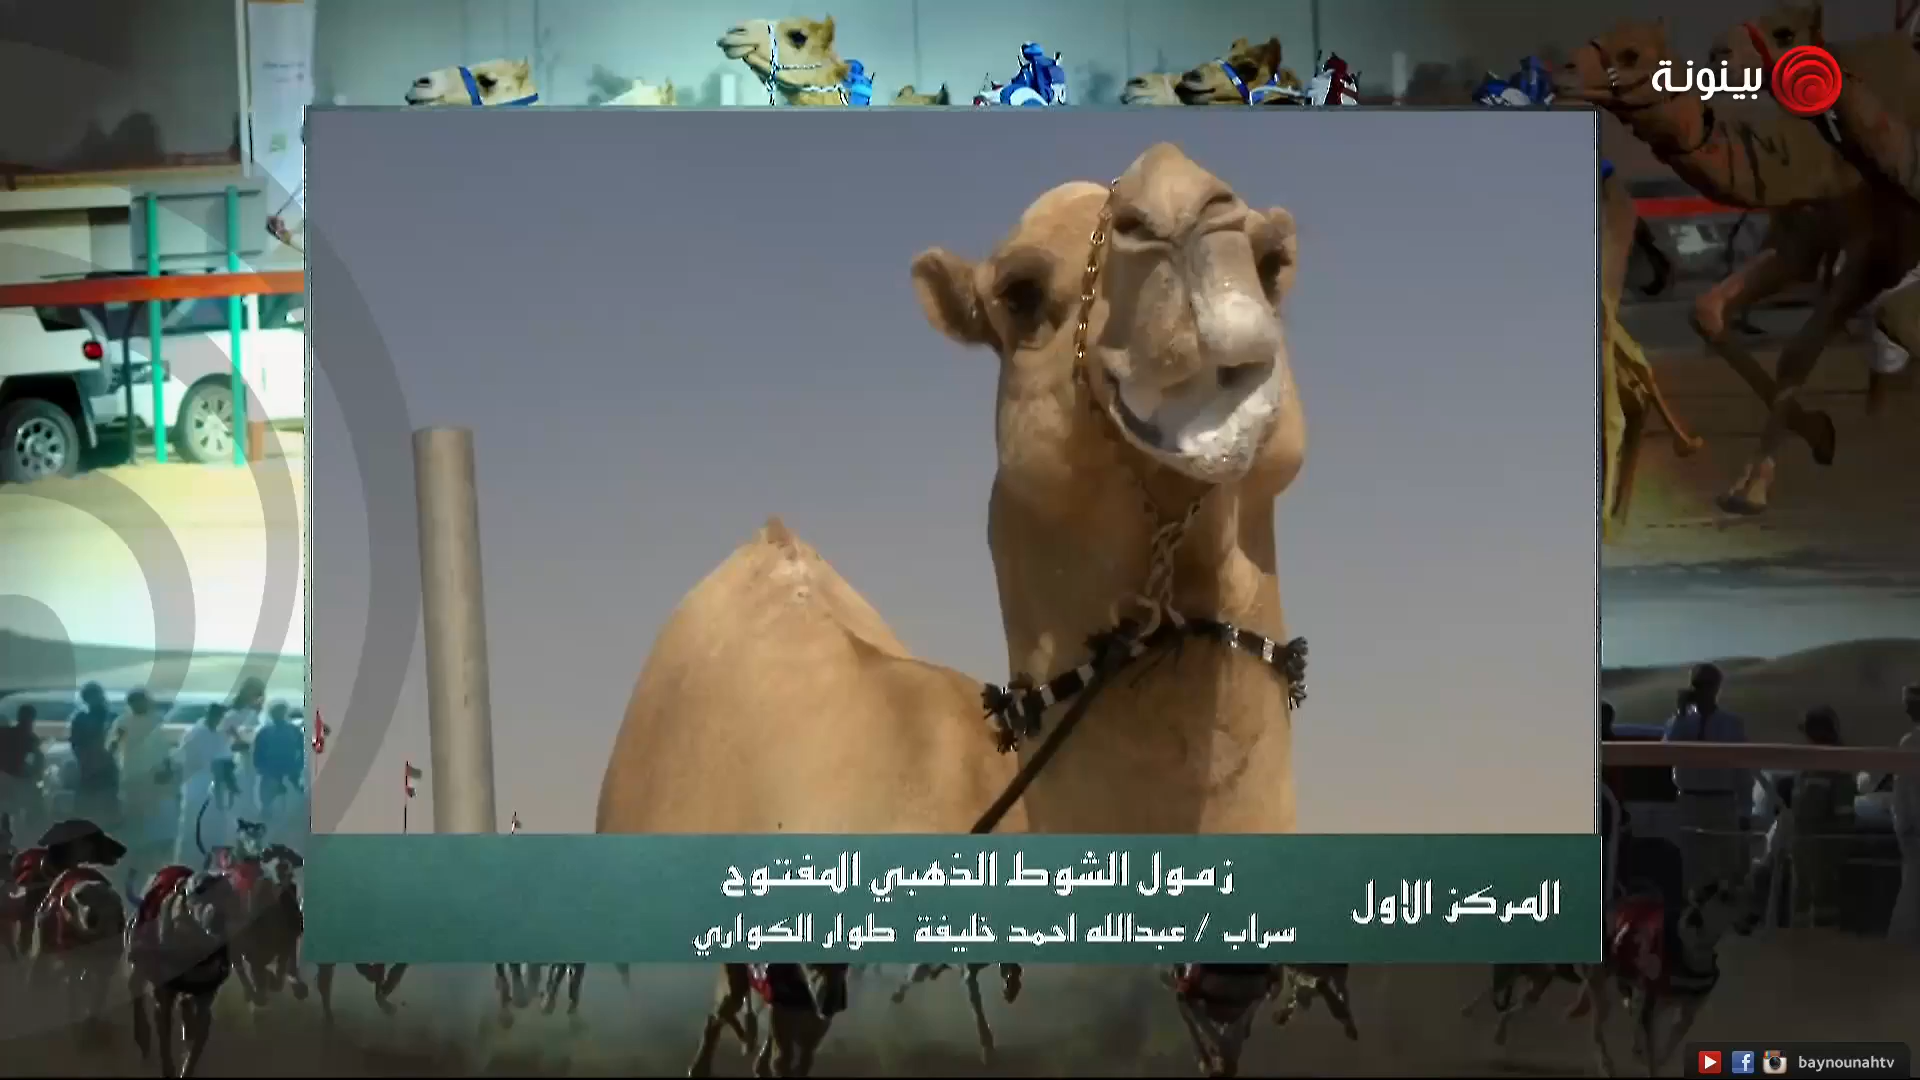 بينونة
زمول الشوط الذهبي المفتوح
المركز الاول
سراب / عبدالله احمد خليفة طوار الكواري
baynounahtv